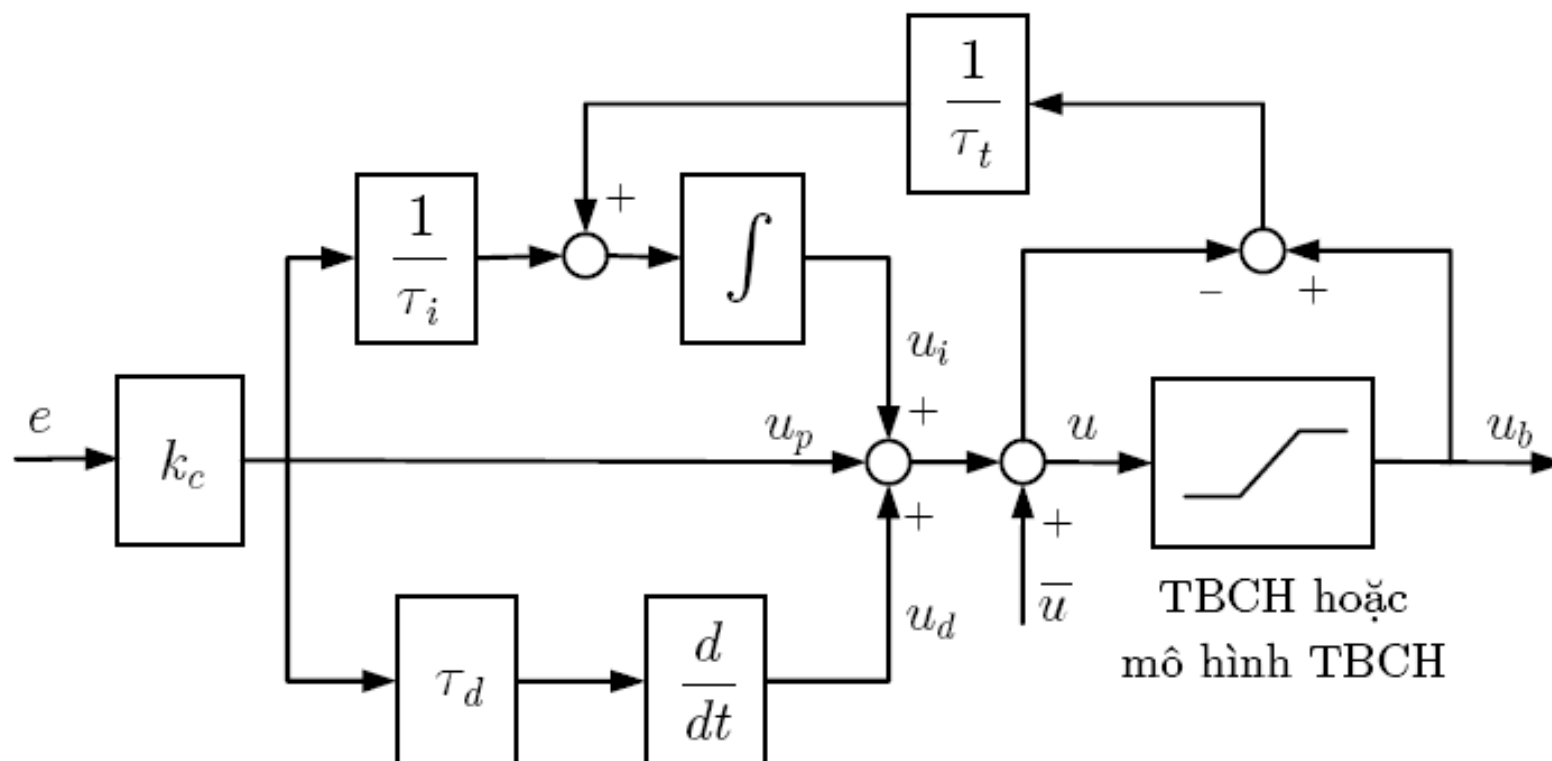 1
τ_t
+
1
τ_i
∫
−
+
u_i
e
k_c
u_p
+
u
u_b
+
+
u̅
u_d
τ_d
d
dt
TBCH hoặc
mô hình TBCH